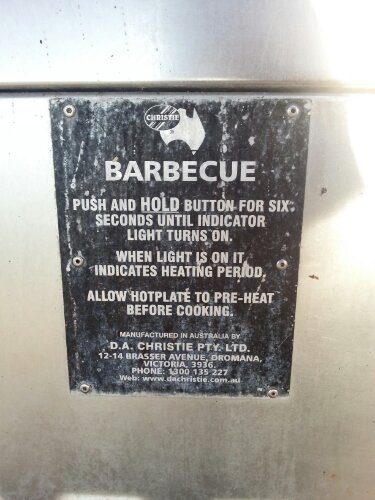 CHRISTIE
BARBECUE
PUSH AND HOLD BUTTON FOR SIX
SECONDS UNTIL INDICATOR
LIGHT TURNS ON.
WHEN LIGHT IS ON IT
INDICATES HEATING PERIOD.
ALLOW HOTPLATE TO PRE-HEAT
BEFORE COOKING.
MANUFACTURED IN AUSTRALIA BY
D.A. CHRISTIE PTY. LTD.
12-14 BRASSER AVENUE, DROMANA,
VICTORIA, 3936.
PHONE: 1300 135 227
Web: www.dachristie.com.au